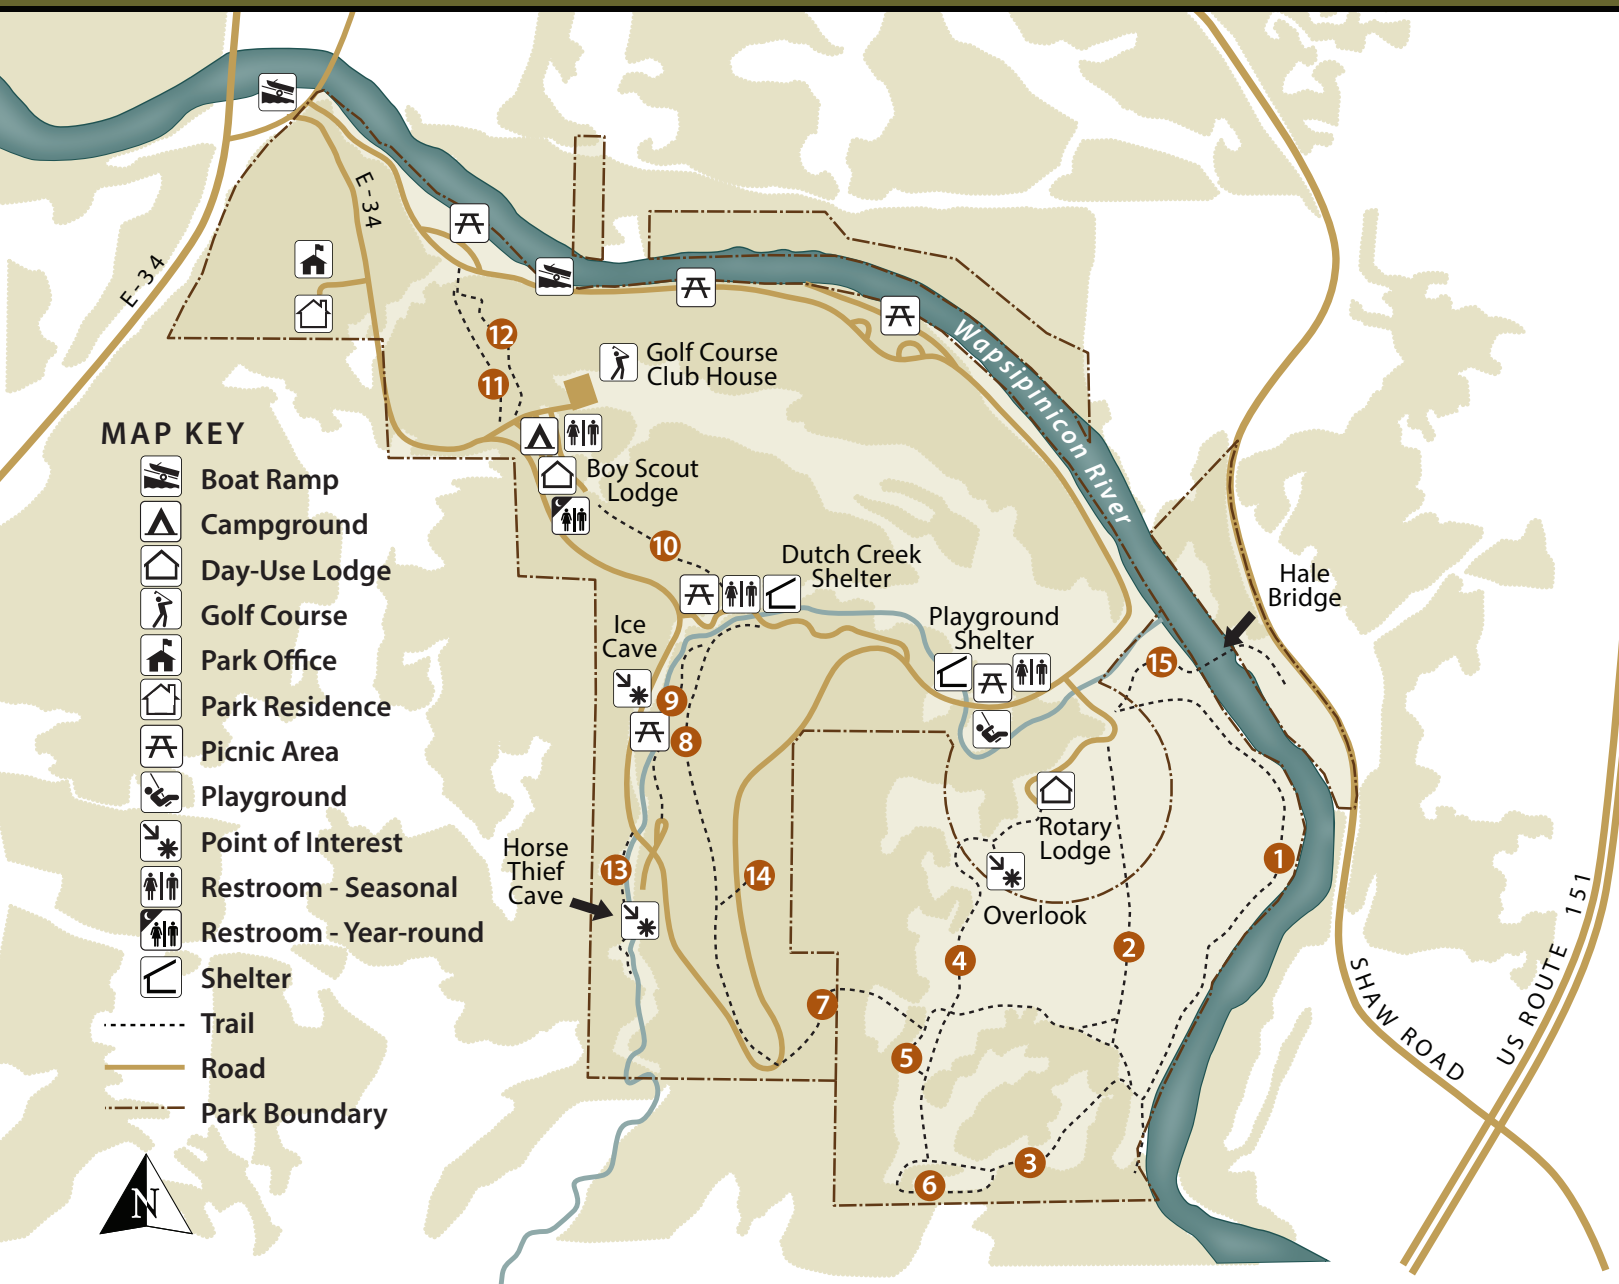 E-34
E-34
12
11
Golf Course
Club House
Wapsipinicon River
MAP KEY
Boat Ramp
Campground
Day-Use Lodge
Golf Course
Park Office
Park Residence
Picnic Area
Playground
Point of Interest
Restroom - Seasonal
Restroom - Year-round
Shelter
Trail
Road
Park Boundary
N
Boy Scout
Lodge
10
Dutch Creek
Shelter
Ice
Cave
9
8
Playground
Shelter
Hale
Bridge
15
Rotary
Lodge
Overlook
Horse
Thief
Cave
13
14
1
2
4
7
5
3
6
SHAW ROAD
US ROUTE 151